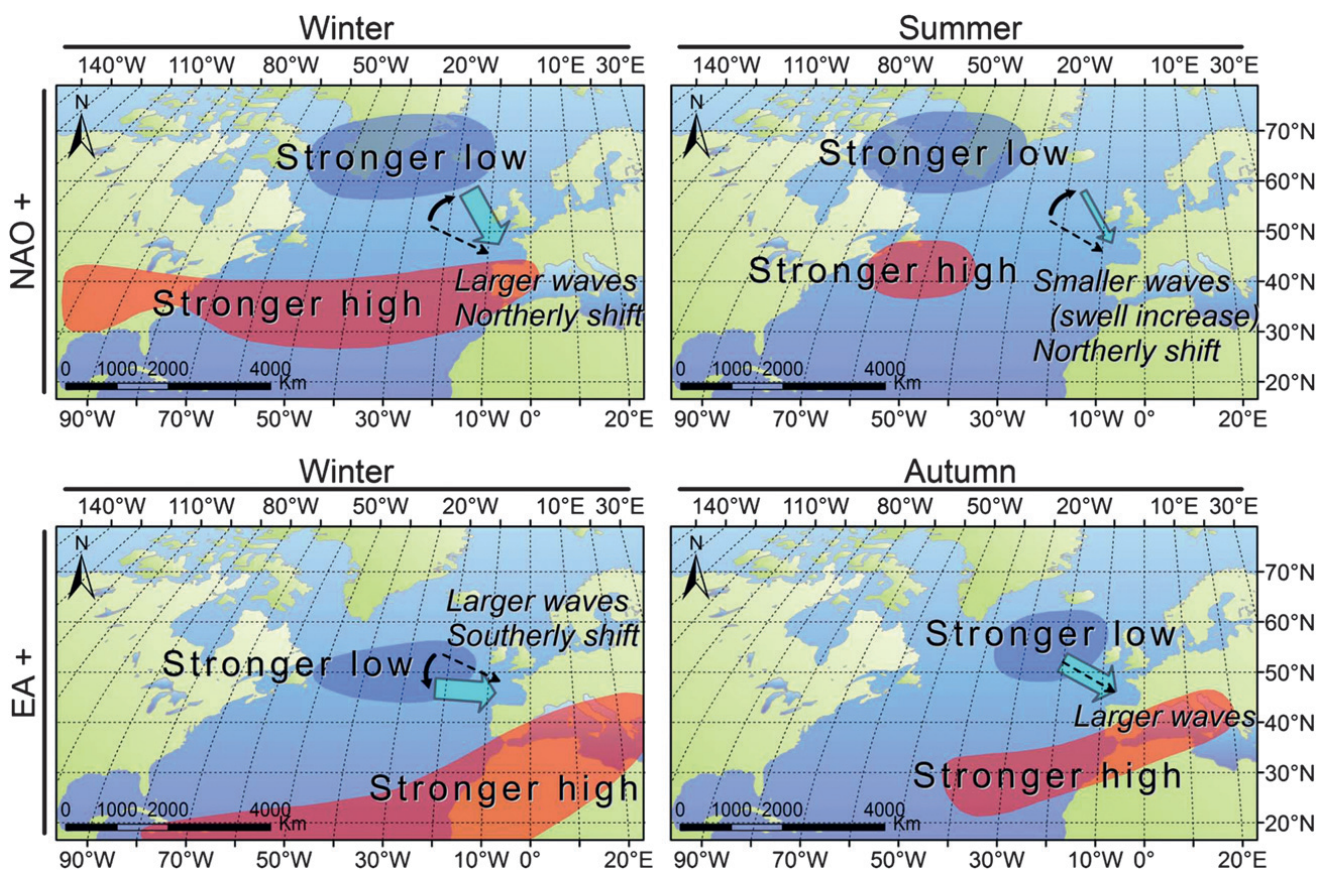 Winter
Summer
140°W 110°W 80°W 50°W 20°W 10°E 30°E
140°W 110°W 80°W 50°W 20°W 10°E 30°E
NAO +
N
Stronger low
Stronger high
Larger waves
Northerly shift
0 1000 2000 4000
Km
90°W 70°W 50°W 30°W 10°W 0° 20°E
N
Stronger low
Stronger high
Smaller waves
(swell increase)
Northerly shift
0 1000 2000 4000
Km
70°N
60°N
50°N
40°N
30°N
20°N
90°W 70°W 50°W 30°W 10°W 0° 20°E
Winter
Autumn
140°W 110°W 80°W 50°W 20°W 10°E 30°E
140°W 110°W 80°W 50°W 20°W 10°E 30°E
EA +
N
Larger waves
Southerly shift
Stronger low
Stronger high
0 1000 2000 4000
Km
90°W 70°W 50°W 30°W 10°W 0° 20°E
N
Stronger low
Larger waves
Stronger high
0 1000 2000 4000
Km
70°N
60°N
50°N
40°N
30°N
20°N
90°W 70°W 50°W 30°W 10°W 0° 20°E